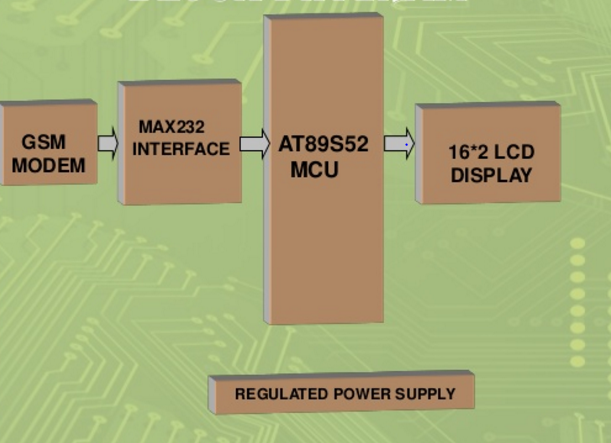 GSM
MODEM
MAX232
INTERFACE
AT89S52
MCU
16*2 LCD
DISPLAY
REGULATED POWER SUPPLY